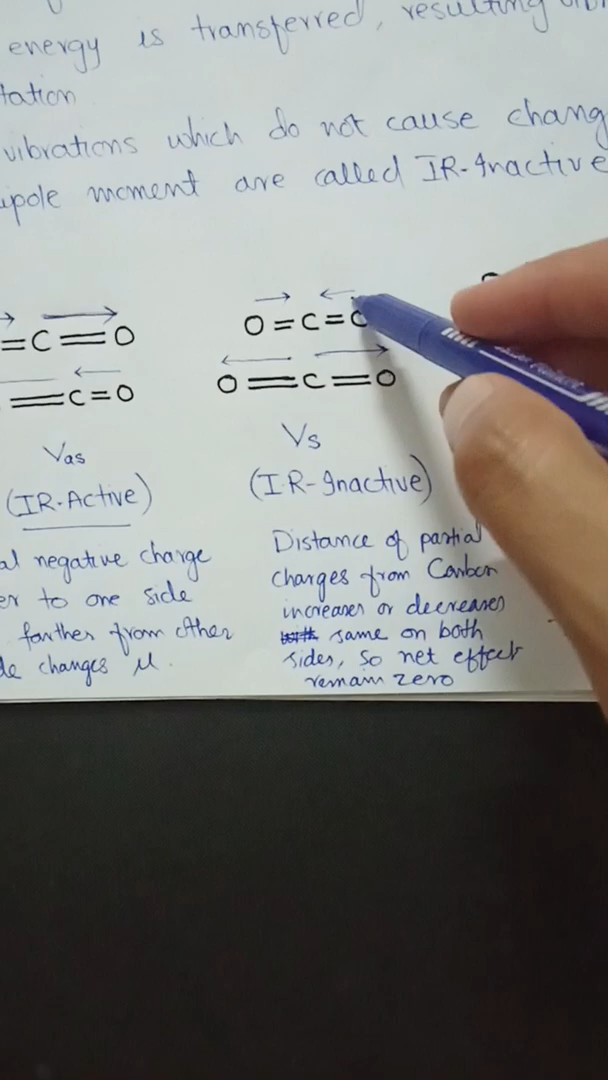 energy is transferred, resulting
tation
vibrations which do not cause chang
ipole moment are called IR-Inactive
=C=O
=C=O
Vas
(IR-Active)
al negative charge
er to one side
farther from other
de changes μ.
O=C=
O=C=O
Vs
(IR-Inactive)
Distance of partial
charges from Carbon
increases or decreases
same on both
sides, so net effect
remain zero